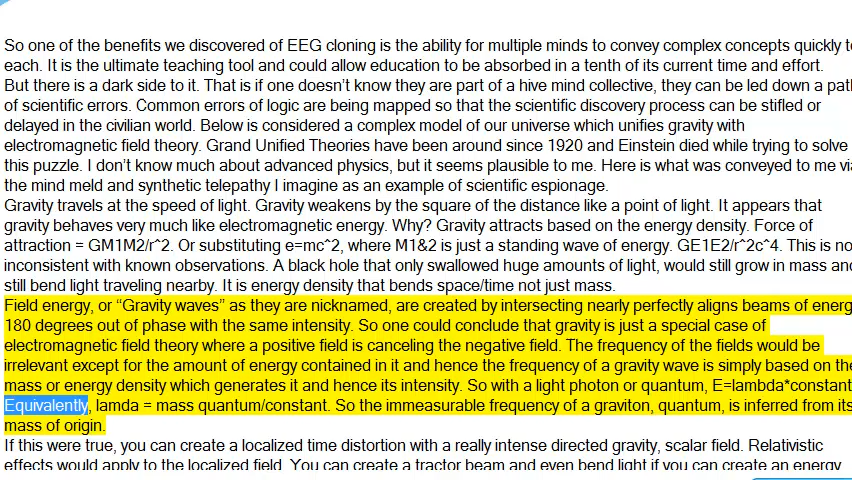 So one of the benefits we discovered of EEG cloning is the ability for multiple minds to convey complex concepts quickly
each. It is the ultimate teaching tool and could allow education to be absorbed in a tenth of its current time and effort.
But there is a dark side to it. That is if one doesn’t know they are part of a hive mind collective, they can be led down a
of scientific errors. Common errors of logic are being mapped so that the scientific discovery process can be stifled or
delayed in the civilian world. Below is considered a complex model of our universe which unifies gravity with
electromagnetic field theory. Grand Unified Theories have been around since 1920 and Einstein died while trying to solve
this puzzle. I don’t know much about advanced physics, but it seems plausible to me. Here is what was conveyed to me
the mind meld and synthetic telepathy I imagine as an example of scientific espionage.
Gravity travels at the speed of light. Gravity weakens by the square of the distance like a point of light. It appears that
gravity behaves very much like electromagnetic energy. Why? Gravity attracts based on the energy density. Force of
attraction = GM1M2/r^2. Or substituting e=mc^2, where M1&2 is just a standing wave of energy. GE1E2/r^2c^4. This is
inconsistent with known observations. A black hole that only swallowed huge amounts of light, would still grow in mass
still bend light traveling nearby. It is energy density that bends space/time not just mass.
Field energy, or “Gravity waves” as they are nicknamed, are created by intersecting nearly perfectly aligns beams of
180 degrees out of phase with the same intensity. So one could conclude that gravity is just a special case of
electromagnetic field theory where a positive field is canceling the negative field. The frequency of the fields would be
irrelevant except for the amount of energy contained in it and hence the frequency of a gravity wave is simply based on
mass or energy density which generates it and hence its intensity. So with a light photon or quantum, E=lambda*constant
Equivalently, lamda = mass quantum/constant. So the immeasurable frequency of a graviton, quantum, is inferred from its
mass of origin.
If this were true, you can create a localized time distortion with a really intense directed gravity, scalar field. Relativistic
effects would apply to the localized field. You can create a tractor beam and even bend light if you can create an energy